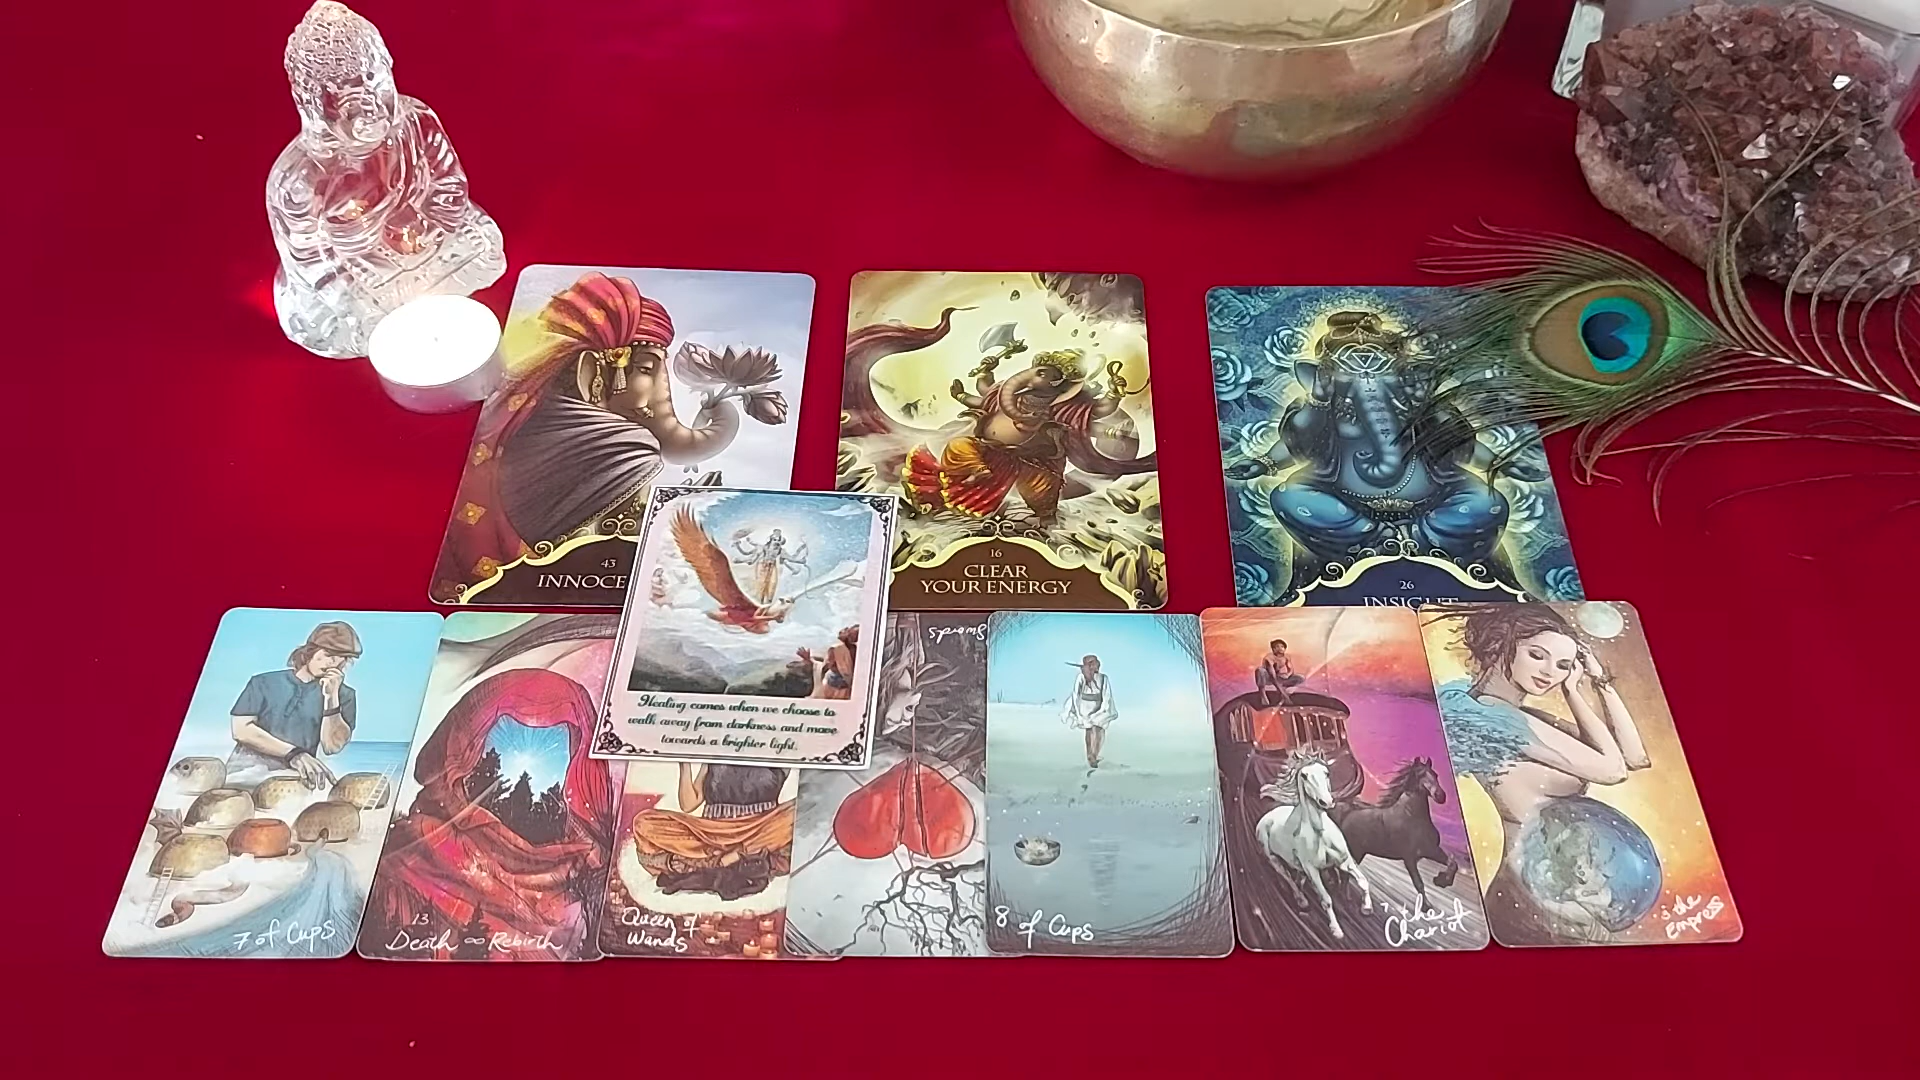 43
INNOCE
16
CLEAR
YOUR ENERGY
26
INSIGHT
Healing comes when we choose to
walk away from darkness and move
towards a brighter light.
Swords
7 of Cups
13.
Death ∞ Rebirth
Queen of
Wands
8 of Cups
7 the
Chariot
3 the
Empress